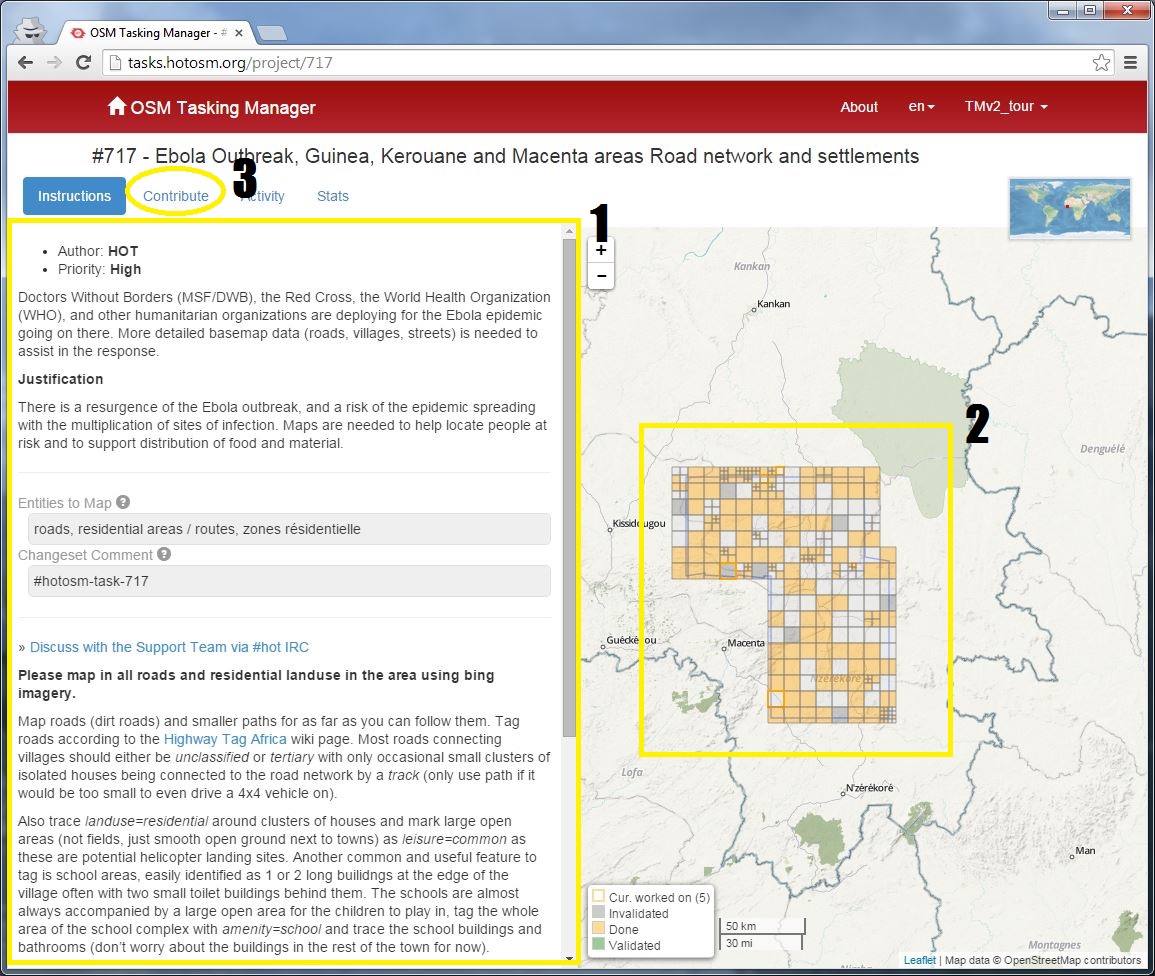 OSM Tasking Manager - #
tasks.hotosm.org/project/717
OSM Tasking Manager
About
en
TMv2_tour
#717 - Ebola Outbreak, Guinea, Kerouane and Macenta areas Road network and settlements
Instructions
Contribute
3
Activity
Stats
1
+
−
2
• Author: HOT
• Priority: High
Doctors Without Borders (MSF/DWB), the Red Cross, the World Health Organization
(WHO), and other humanitarian organizations are deploying for the Ebola epidemic
going on there. More detailed basemap data (roads, villages, streets) is needed to
assist in the response.
Justification
There is a resurgence of the Ebola outbreak, and a risk of the epidemic spreading
with the multiplication of sites of infection. Maps are needed to help locate people at
risk and to support distribution of food and material.
Entities to Map ?
roads, residential areas / routes, zones résidentielle
Changeset Comment ?
#hotosm-task-717
» Discuss with the Support Team via #hot IRC
Please map in all roads and residential landuse in the area using bing
imagery.
Map roads (dirt roads) and smaller paths for as far as you can follow them. Tag
roads according to the Highway Tag Africa wiki page. Most roads connecting
villages should either be unclassified or tertiary with only occasional small clusters of
isolated houses being connected to the road network by a track (only use path if it
would be too small to even drive a 4x4 vehicle on).
Also trace landuse=residential around clusters of houses and mark large open
areas (not fields, just smooth open ground next to towns) as leisure=common as
these are potential helicopter landing sites. Another common and useful feature to
tag is school areas, easily identified as 1 or 2 long builidngs at the edge of the
village often with two small toilet buildings behind them. The schools are almost
always accompanied by a large open area for the children to play in, tag the whole
area of the school complex with amenity=school and trace the school buildings and
bathrooms (don't worry about the buildings in the rest of the town for now).
Kankan
Kankan
Denguélé
Kissidougou
Guéckédou
Macenta
Nzérékoré
Lofa
N'zérékoré
Man
Montagnes
Nimba
Cur. worked on (5)
Invalidated
Done
Validated
50 km
30 mi
Leaflet | Map data © OpenStreetMap contributors